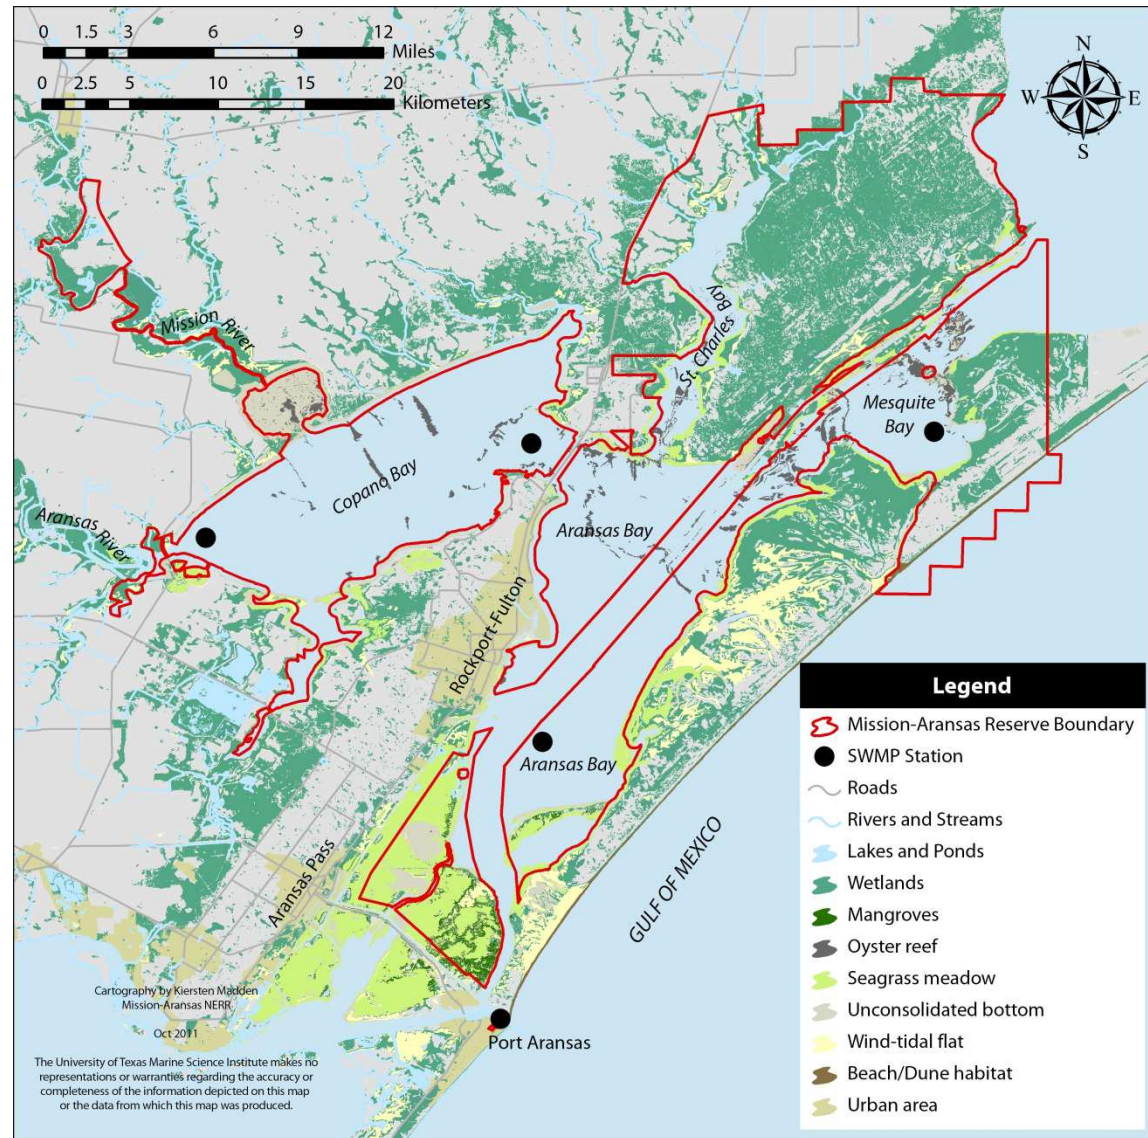 0 1.5 3 6 9 12
Miles
0 2.5 5 10 15 20
Kilometers
N
W E
S
Mission
River
St. Charles
Bay
Mesquite
Bay
Copano Bay
Aransas River
Aransas Bay
Rockport-Fulton
Aransas Bay
Aransas Pass
GULF OF MEXICO
Port Aransas
Cartography by Kiersten Madden
Mission-Aransas NERR
Oct 2011
The University of Texas Marine Science Institute makes no
representations or warranties regarding the accuracy or
completeness of the information depicted on this map
or the data from which this map was produced.
Legend
Mission-Aransas Reserve Boundary
SWMP Station
Roads
Rivers and Streams
Lakes and Ponds
Wetlands
Mangroves
Oyster reef
Seagrass meadow
Unconsolidated bottom
Wind-tidal flat
Beach/Dune habitat
Urban area